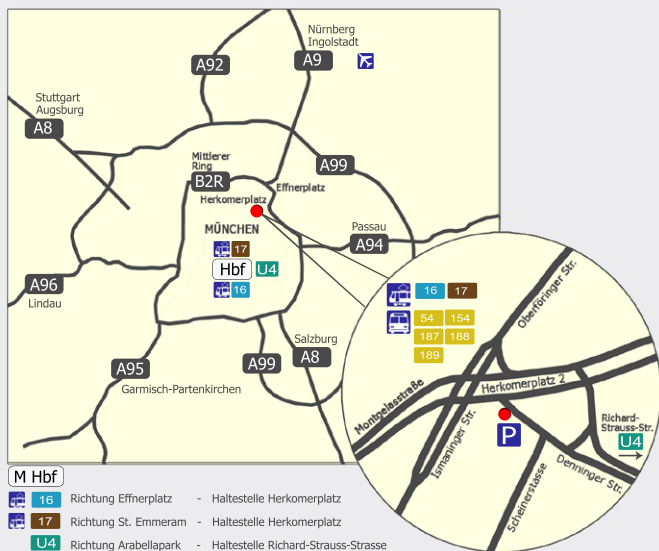 Nürnberg
Ingolstadt
A92
A9
Stuttgart
Augsburg
A8
Mittlerer
Ring
A99
B2R
Effnerplatz
Herkomerplatz
MÜNCHEN
Passau
A94
17
Hbf U4
16
A96
Lindau
Salzburg
A8
A95
A99
Garmisch-Partenkirchen
16 17
54 154
187 188
189
Oberföringer Str.
Montgelasstraße
Herkomerplatz 2
Ismaninger Str.
P
Richard-
Strauss-Str.
U4
Denninger Str.
Scheinerstasse
M Hbf
16 Richtung Effnerplatz - Haltestelle Herkomerplatz
17 Richtung St. Emmeram - Haltestelle Herkomerplatz
U4 Richtung Arabellapark - Haltestelle Richard-Strauss-Strasse